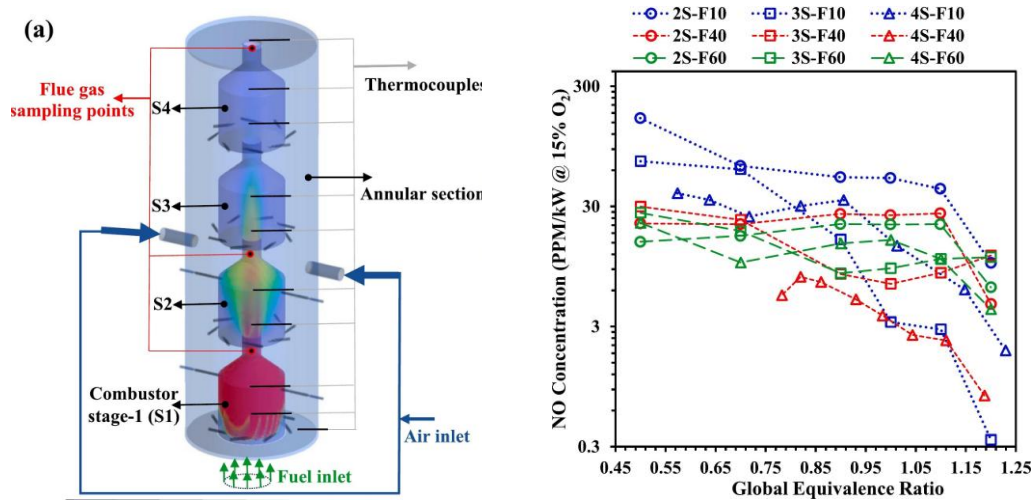 (a)
Flue gas
sampling points
S4
Thermocouples
Annular section
S3
S2
Combustor
stage-1 (S1)
Air inlet
Fuel inlet
2S-F10 3S-F10 4S-F10
2S-F40 3S-F40 4S-F40
2S-F60 3S-F60 4S-F60
NO Concentration (PPM/kW @ 15% O₂)
300
30
3
0.3
0.45 0.55 0.65 0.75 0.85 0.95 1.05 1.15 1.25
Global Equivalence Ratio